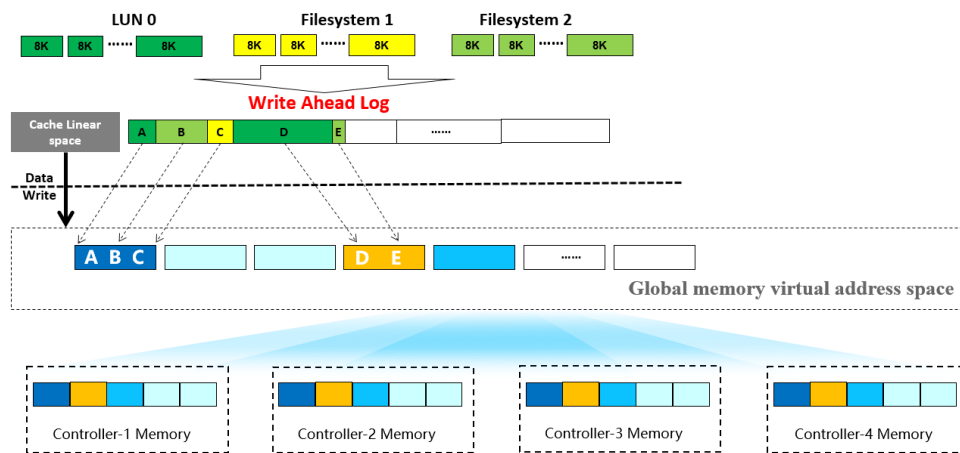 LUN 0 Filesystem 1 Filesystem 2
8K 8K ...... 8K 8K 8K ...... 8K 8K 8K ...... 8K
Write Ahead Log
Cache Linear
space
A B C D E ......
Data
Write
A B C D E ......
Global memory virtual address space
Controller-1 Memory Controller-2 Memory Controller-3 Memory Controller-4 Memory